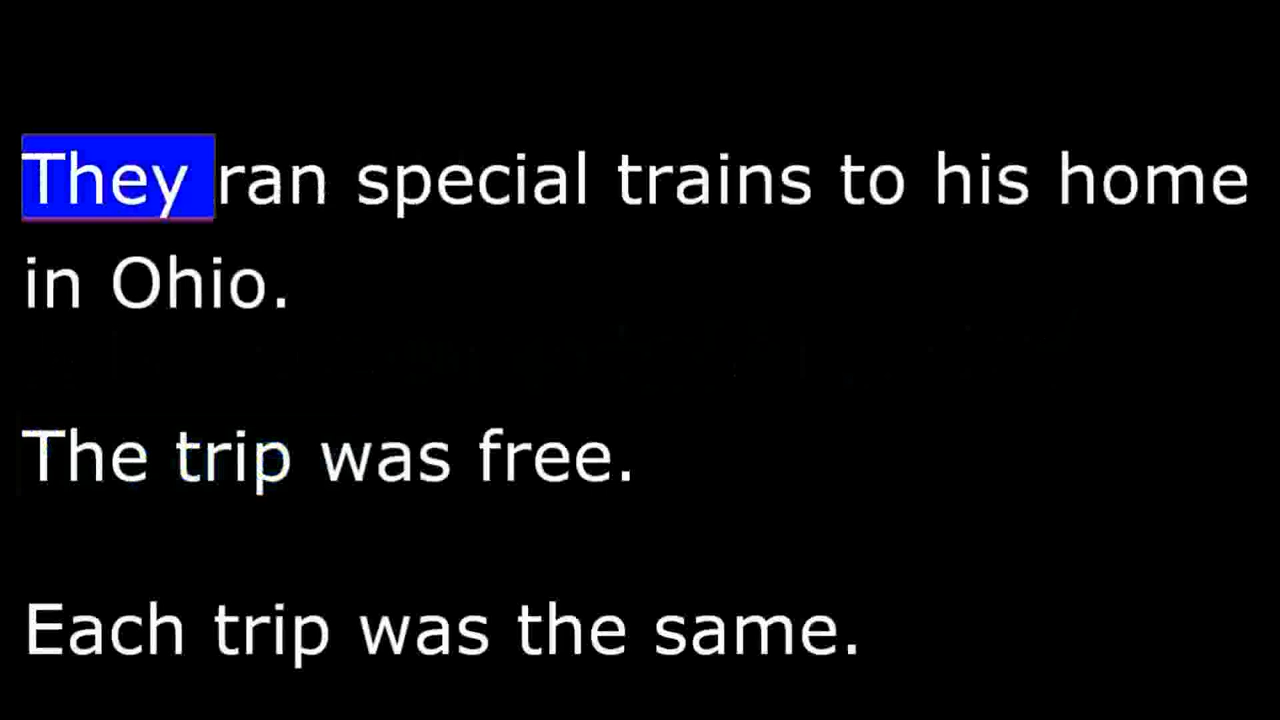 They ran special trains to his home
in Ohio.
The trip was free.
Each trip was the same.